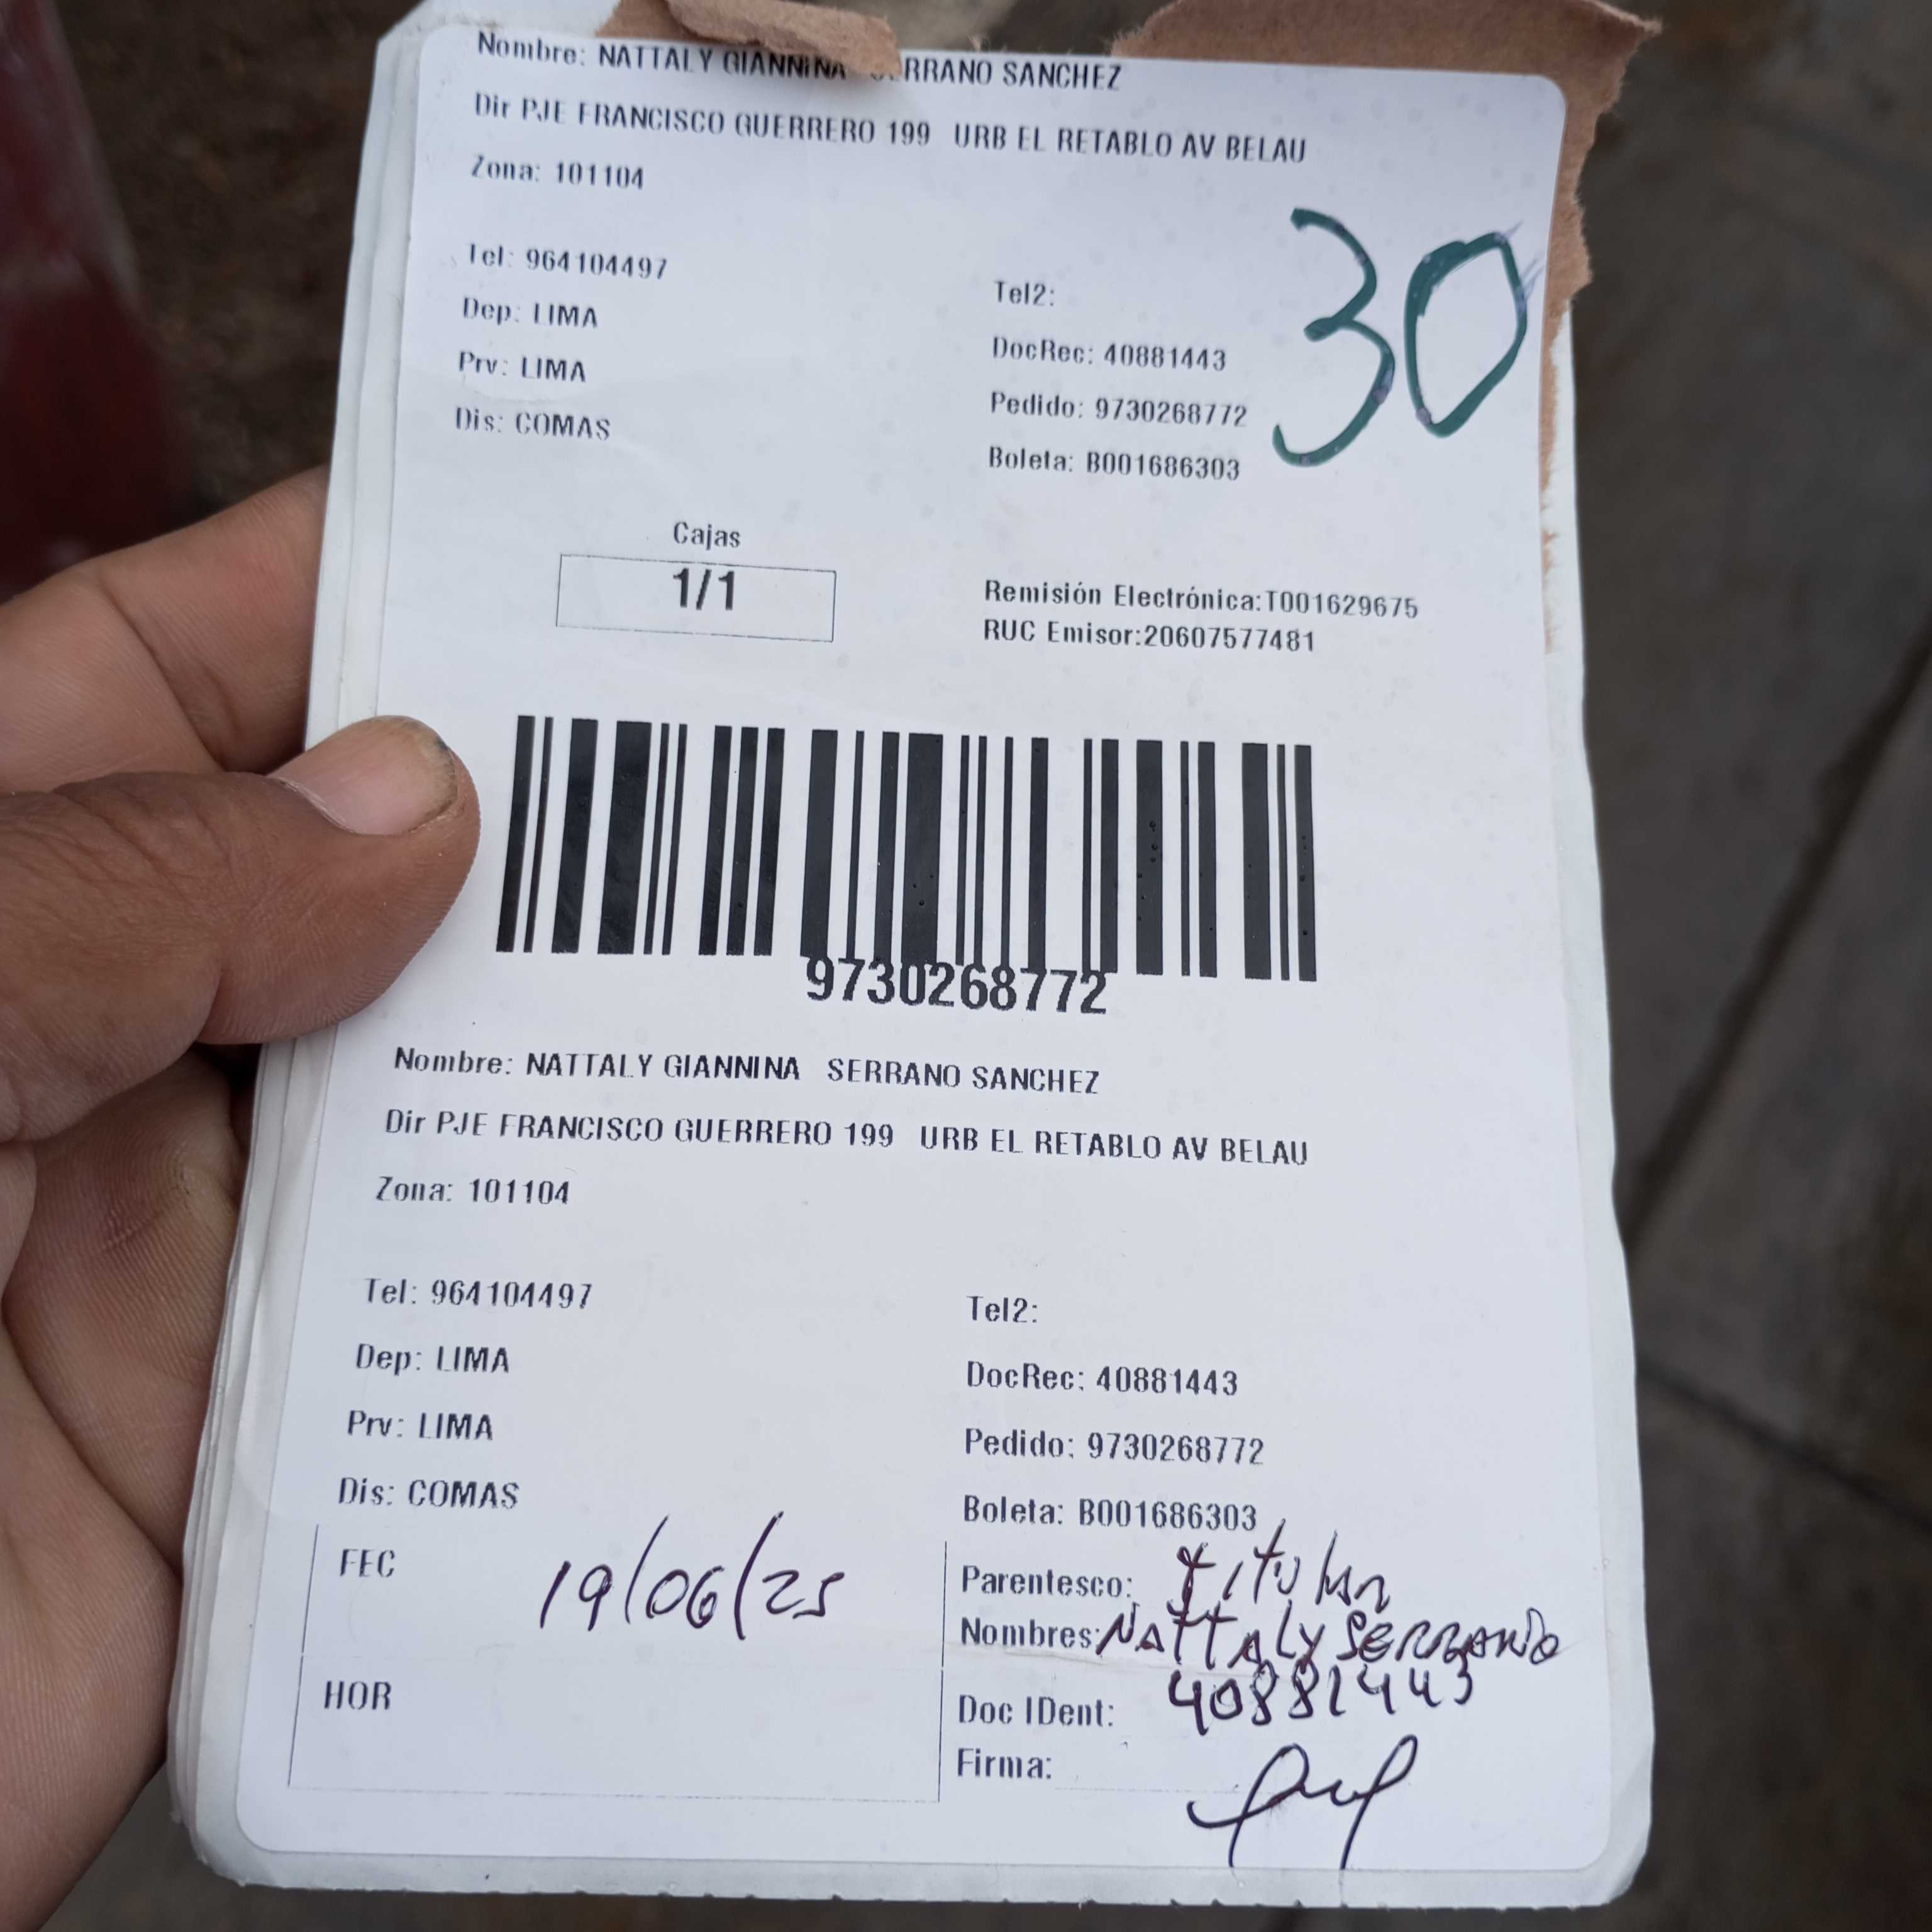 Nombre: NATTALY GIANNINA SERRANO SANCHEZ
Dir PJE FRANCISCO GUERRERO 199 URB EL RETABLO AV BELAU
Zona: 101104
30
Tel: 964104497
Tel2:
Dep: LIMA
DocRec: 40881443
Prv: LIMA
Pedido: 9730268772
Dis: COMAS
Boleta: B001686303
Cajas
1/1
Remisión Electrónica:T001629675
RUC Emisor:20607577481
9730268772
Nombre: NATTALY GIANNINA SERRANO SANCHEZ
Dir PJE FRANCISCO GUERRERO 199 URB EL RETABLO AV BELAU
Zona: 101104
Tel: 964104497
Tel2:
Dep: LIMA
DocRec: 40881443
Prv: LIMA
Pedido: 9730268772
Dis: COMAS
Boleta: B001686303
FEC 19/06/25
Parentesco: Titular
Nombres: NATTALY SERRANO
HOR
Doc IDent: 40881443
Firma: